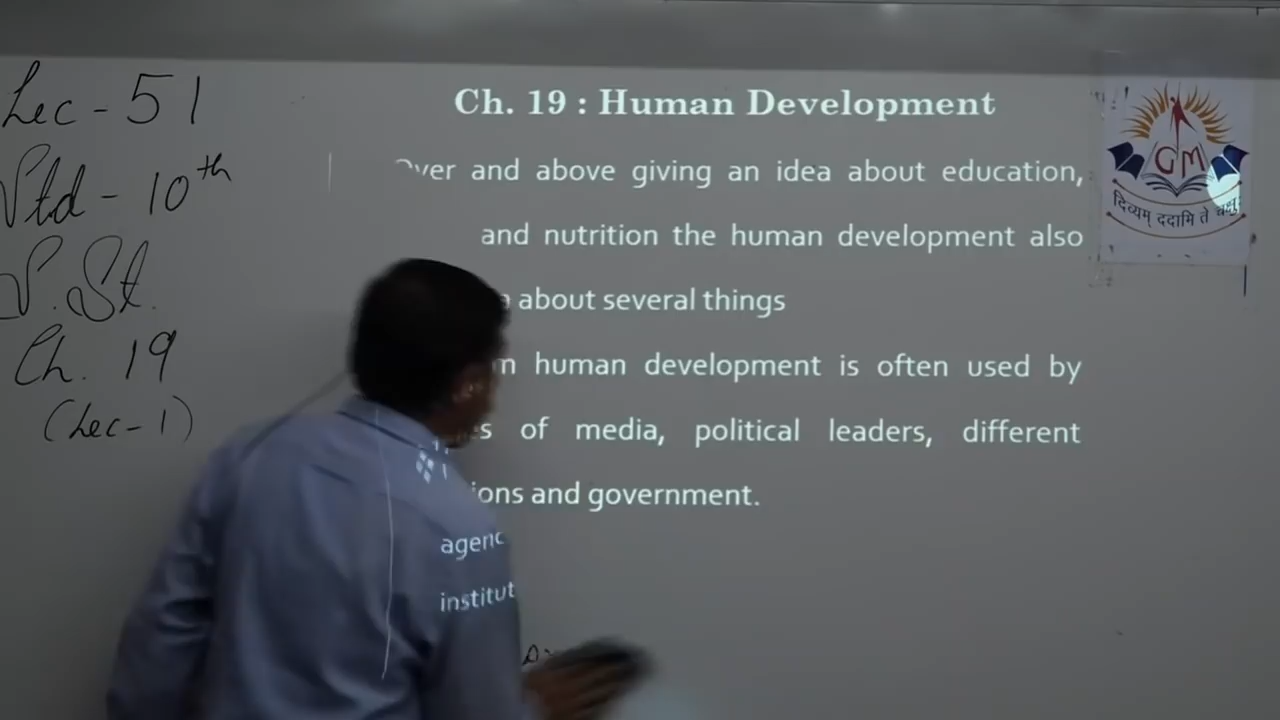 Lec - 51
Std - 10th
S. St.
Ch. 19
(Lec - 1)
Ch. 19 : Human Development
Over and above giving an idea about education,
and nutrition the human development also
about several things
human development is often used by
of media, political leaders, different
and government.
agenc
institut
GM
दिव्यम् ददामि ते चक्षुः